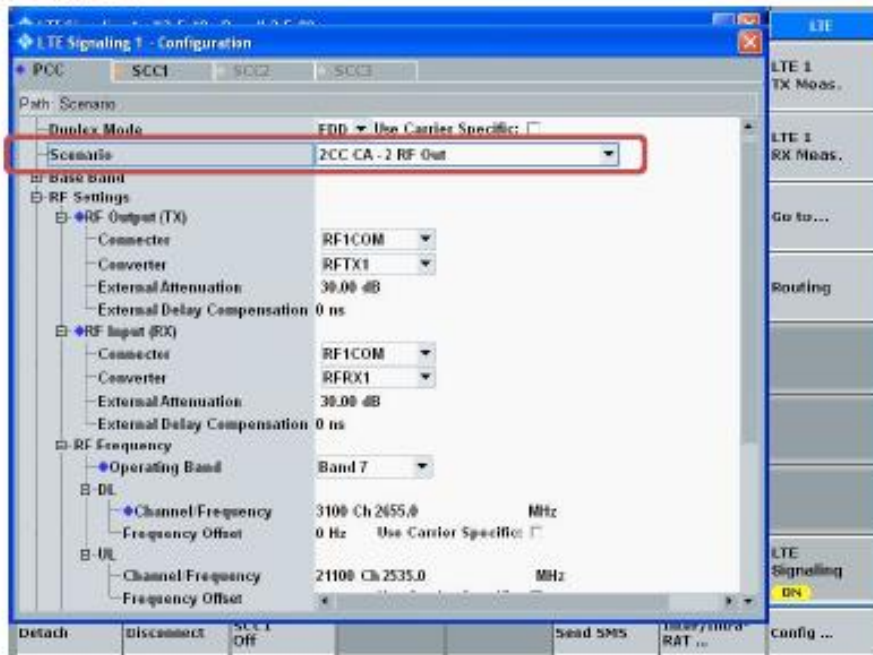 LTE
LTE Signaling 1 - Configuration
PCC SCC1 SCC2 SCC3
LTE 1
TX Meas.
Path: Scenario
Duplex Mode FDD Use Carrier Specific:
LTE 1
RX Meas.
Scenario 2CC CA - 2 RF Out
Base Band
RF Settings
RF Output (TX)
Go to...
Connector RF1COM
Converter RFTX1
External Attenuation 30.00 dB
Routing
External Delay Compensation 0 ns
RF Input (RX)
Connector RF1COM
Converter RFRX1
External Attenuation 30.00 dB
External Delay Compensation 0 ns
RF Frequency
Operating Band Band 7
DL
Channel/Frequency 3100 Ch 2655.0 MHz
Frequency Offset 0 Hz Use Carrier Specific:
UL
LTE
Signaling
ON
Channel/Frequency 21100 Ch 2535.0 MHz
Frequency Offset
Detach Disconnect SCC1 Off Send SMS RAT ... Config ...